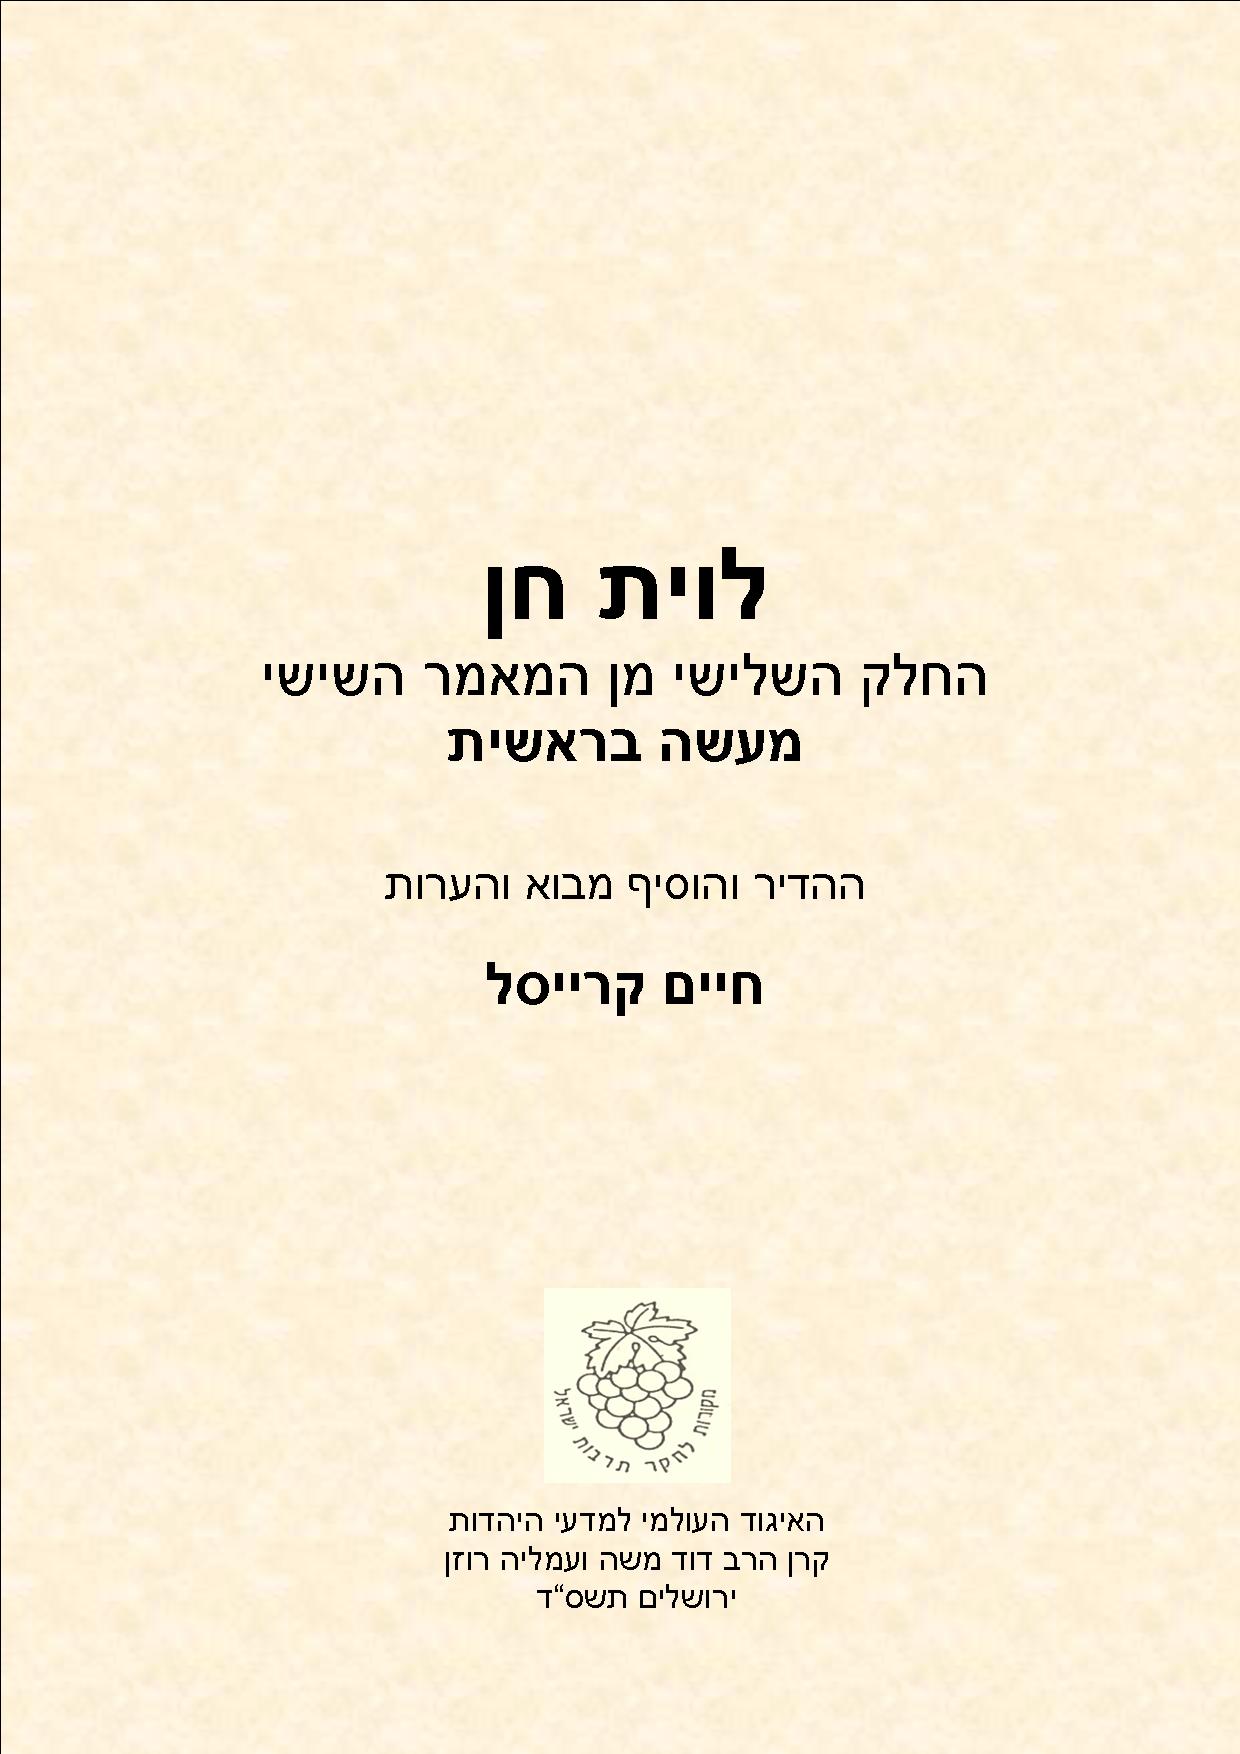 לוית חן
החלק השלישי מן המאמר השישי
מעשה בראשית
ההדיר והוסיף מבוא והערות
חיים קרייסל
מקורות לחקר תרבות ישראל
האיגוד העולמי למדעי היהדות
קרן הרב דוד משה ועמליה רוזן
ירושלים תשס“ד